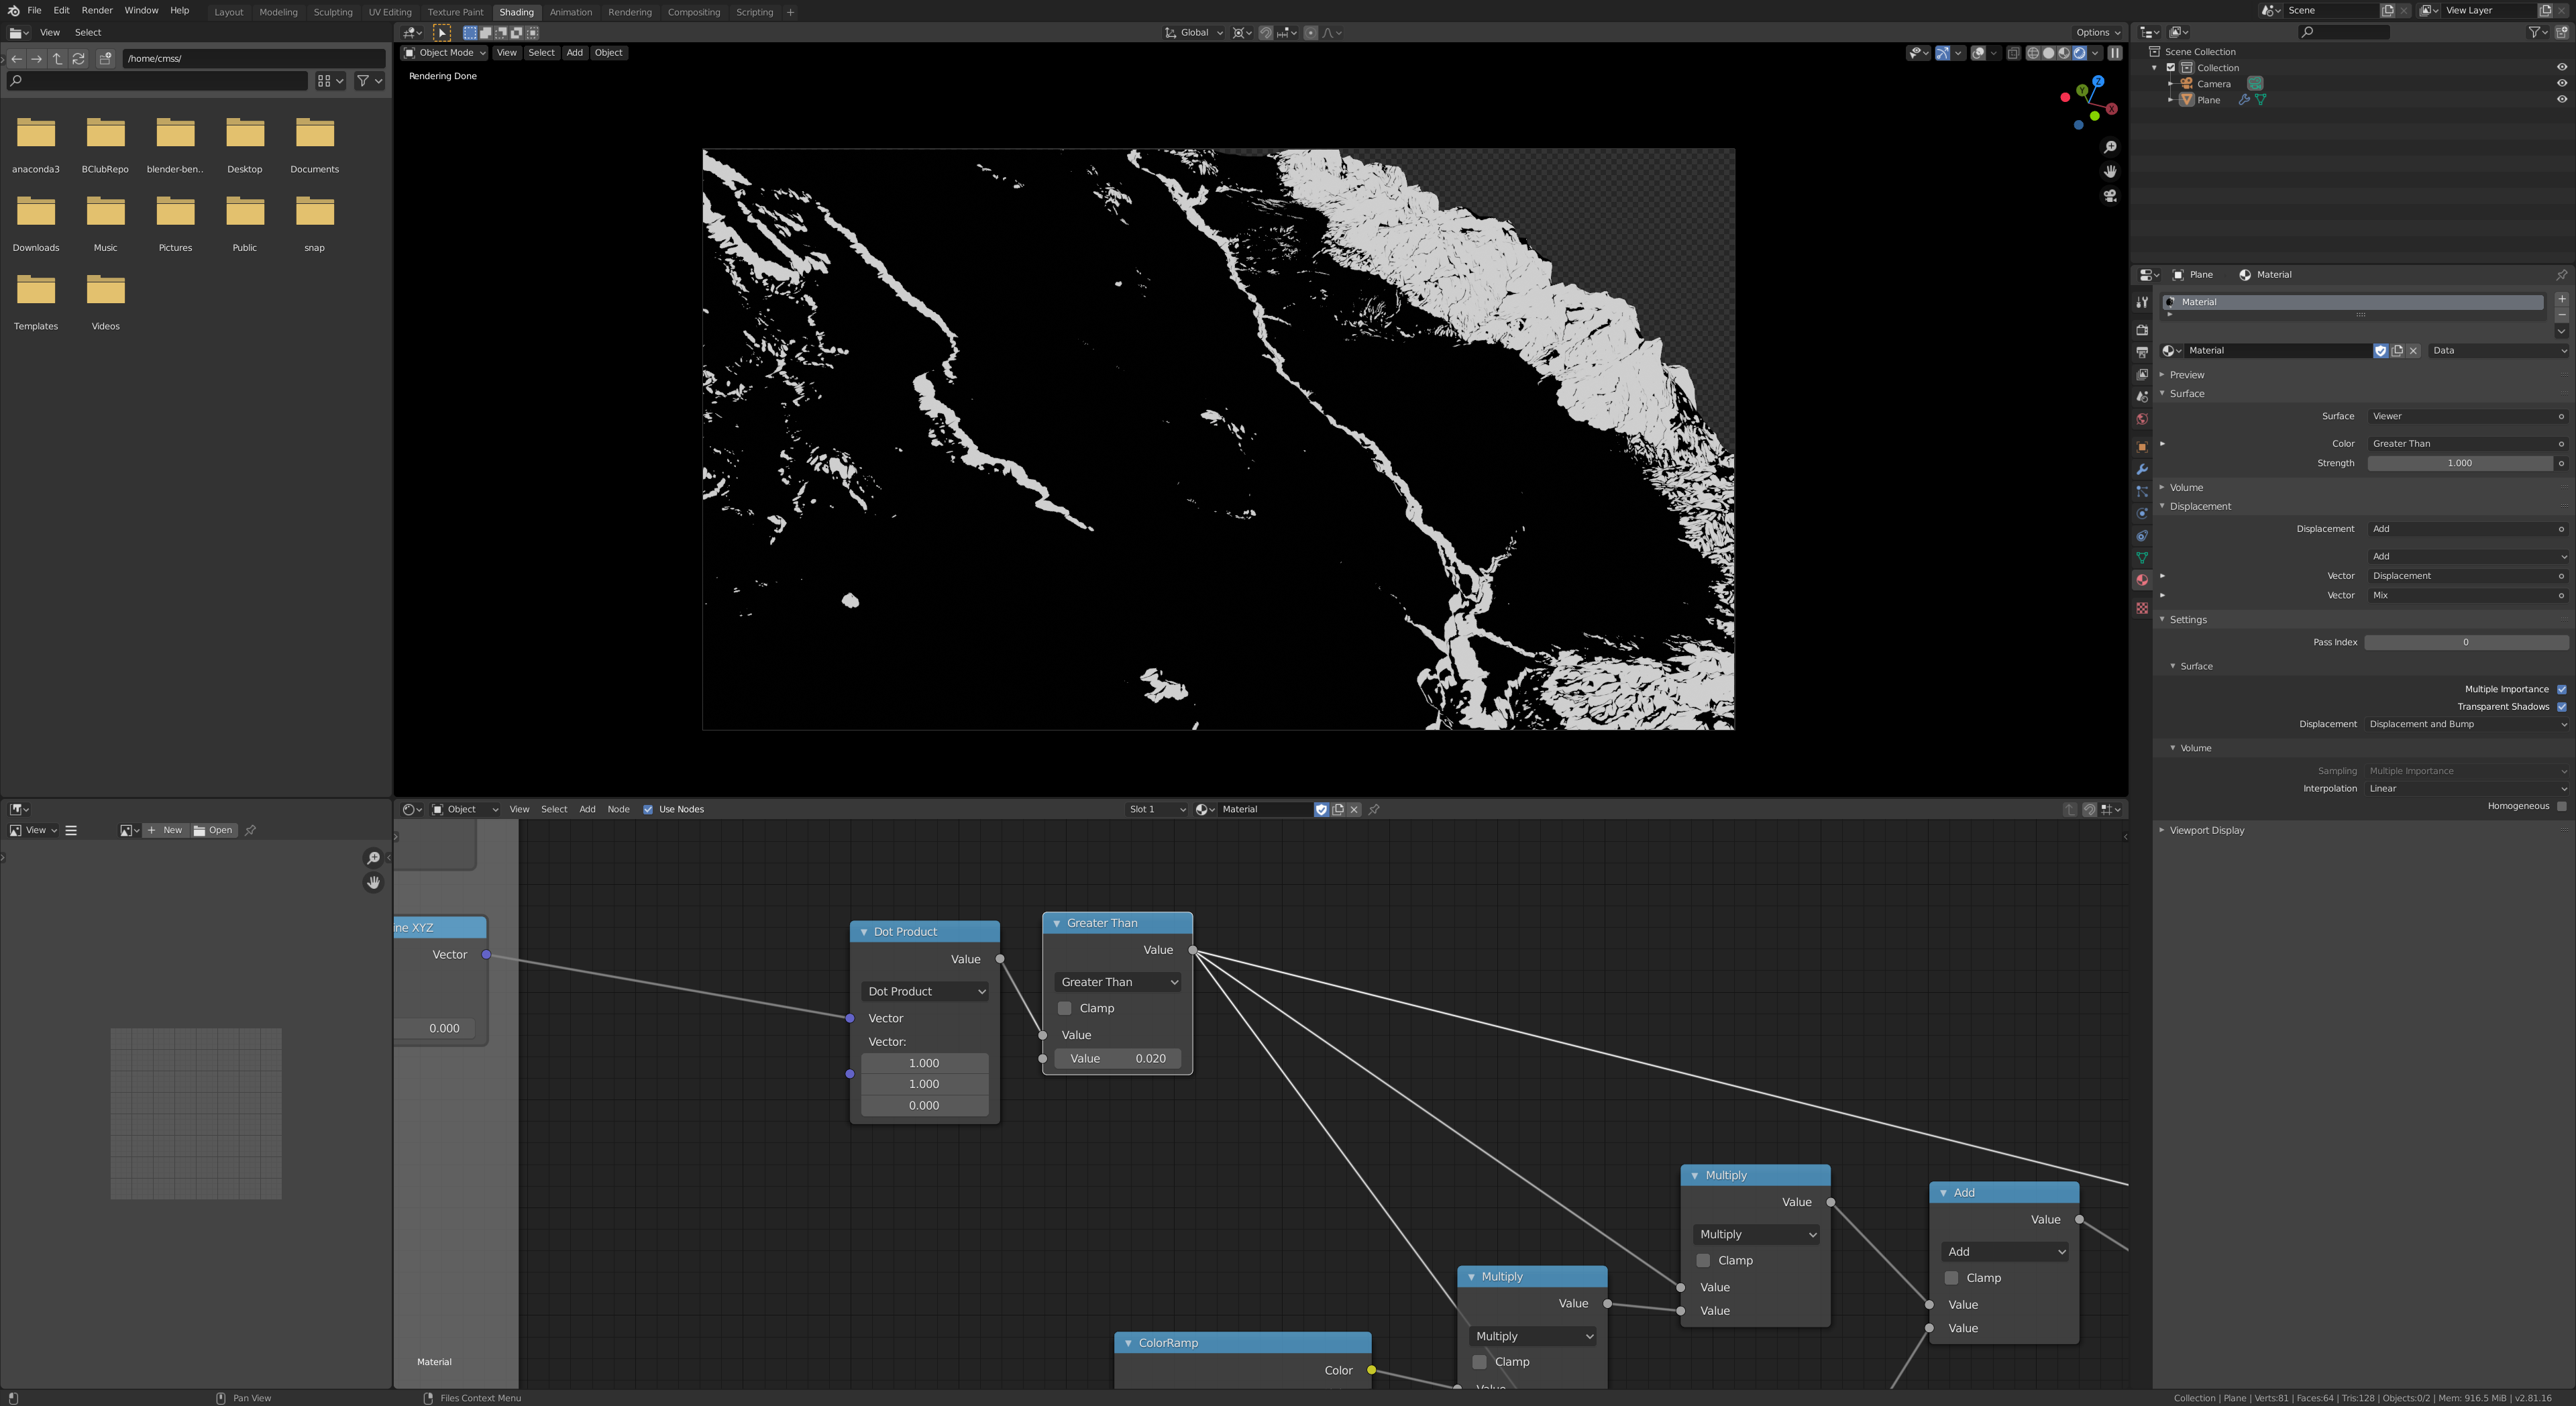 File Edit Render Window Help
Layout Modeling Sculpting UV Editing Texture Paint Shading Animation Rendering Compositing Scripting +
Scene
View Layer
View Select
/home/cmss/
anaconda3 BClubRepo blender-ben.. Desktop Documents
Downloads Music Pictures Public snap
Templates Videos
Global
Options
Object Mode View Select Add Object
Rendering Done
Z
Y
X
Scene Collection
Collection
Camera
Plane
Plane Material
Material
Material Data
Preview
Surface
Surface Viewer
Color Greater Than
Strength 1.000
Volume
Displacement
Displacement Add
Add
Vector Displacement
Vector Mix
Settings
Pass Index 0
Surface
Multiple Importance
Transparent Shadows
Displacement Displacement and Bump
Volume
Sampling Multiple Importance
Interpolation Linear
Homogeneous
Viewport Display
View + New Open
Object View Select Add Node Use Nodes Slot 1 Material
ine XYZ
Vector
0.000
Dot Product
Value
Dot Product
Vector
Vector:
1.000
1.000
0.000
Greater Than
Value
Greater Than
Clamp
Value
Value 0.020
Multiply
Value
Multiply
Clamp
Value
Value
Add
Value
Add
Clamp
Value
Value
Multiply
Value
Multiply
Clamp
Value
ColorRamp
Color
Material
Pan View
Files Context Menu
Collection | Plane | Verts:81 | Faces:64 | Tris:128 | Objects:0/2 | Mem: 916.5 MiB | v2.81.16